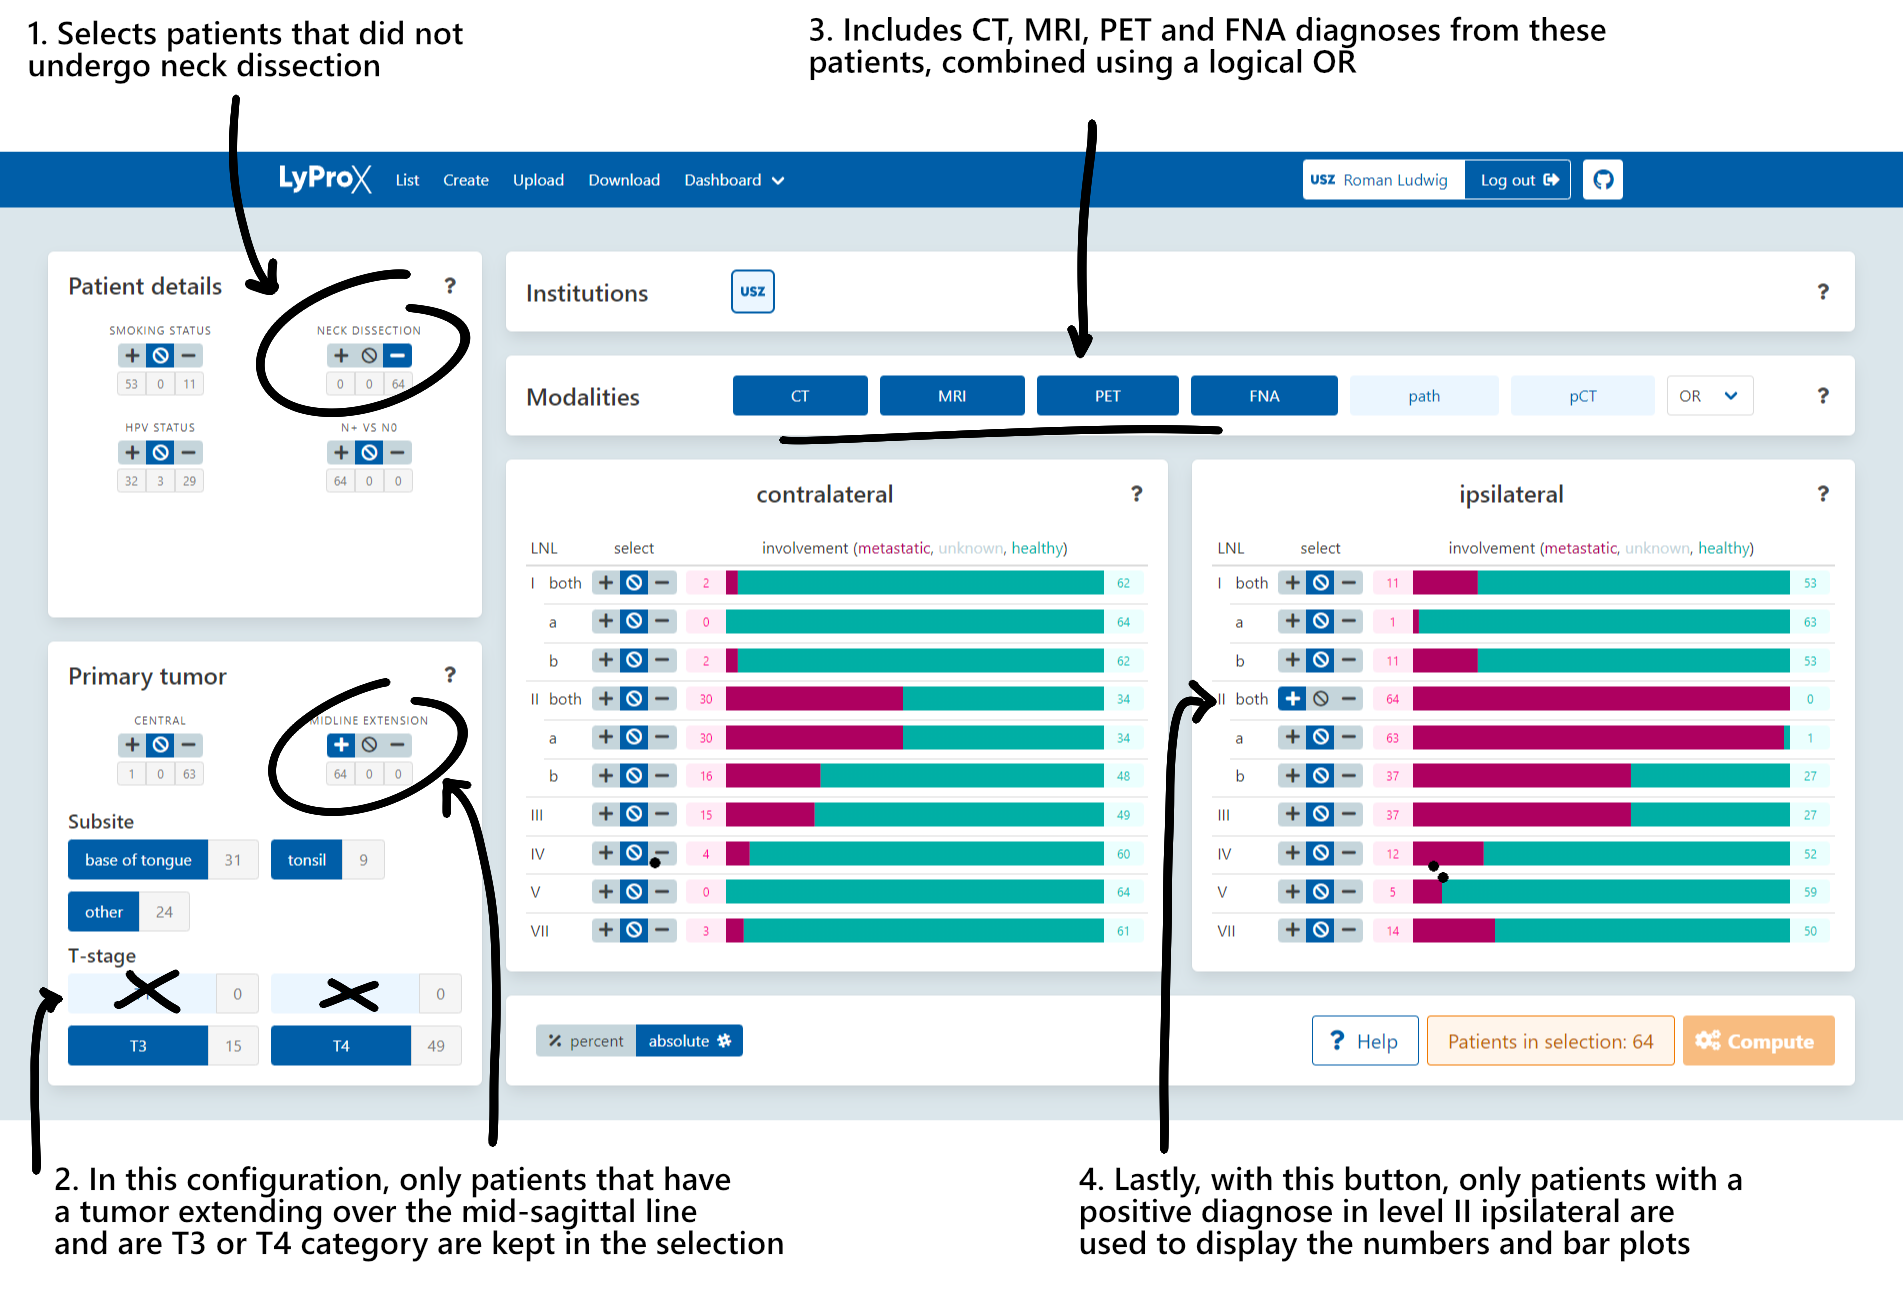 1. Selects patients that did not
undergo neck dissection
3. Includes CT, MRI, PET and FNA diagnoses from these
patients, combined using a logical OR
LyProX List Create Upload Download Dashboard
USZ Roman Ludwig Log out
Patient details ?
SMOKING STATUS NECK DISSECTION
53 0 11 0 0 64
HPV STATUS N+ VS N0
32 3 29 64 0 0
Institutions USZ ?
Modalities CT MRI PET FNA path pCT OR ?
Primary tumor ?
CENTRAL MIDLINE EXTENSION
1 0 63 64 0 0
Subsite
base of tongue 31 tonsil 9
other 24
T-stage
0 0
T3 15 T4 49
contralateral ?
LNL select involvement (metastatic, unknown, healthy)
I both 2 62
a 0 64
b 2 62
II both 30 34
a 30 34
b 16 48
III 15 49
IV 4 60
V 0 64
VII 3 61
ipsilateral ?
LNL select involvement (metastatic, unknown, healthy)
I both 11 53
a 1 63
b 11 53
II both 64 0
a 63 1
b 37 27
III 37 27
IV 12 52
V 5 59
VII 14 50
% percent absolute
? Help Patients in selection: 64 Compute
2. In this configuration, only patients that have
a tumor extending over the mid-sagittal line
and are T3 or T4 category are kept in the selection
4. Lastly, with this button, only patients with a
positive diagnose in level II ipsilateral are
used to display the numbers and bar plots